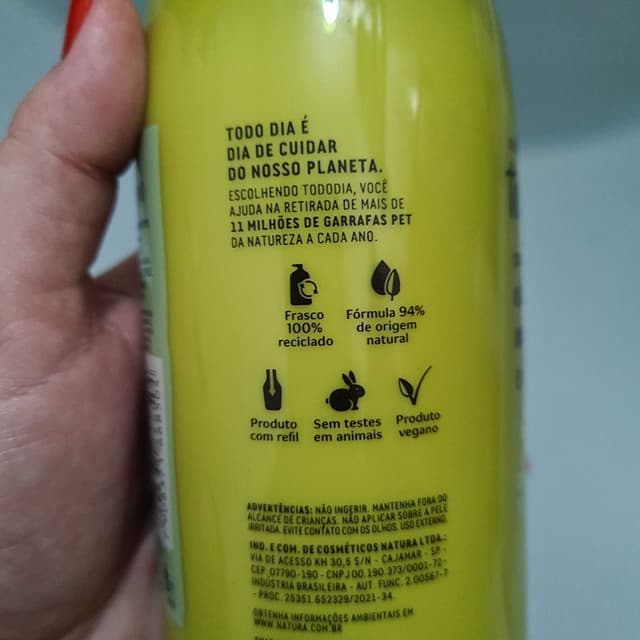 TODO DIA É
DIA DE CUIDAR
DO NOSSO PLANETA.
ESCOLHENDO TODODIA, VOCÊ
AJUDA NA RETIRADA DE MAIS DE
11 MILHÕES DE GARRAFAS PET
DA NATUREZA A CADA ANO.
Frasco
100%
reciclado
Fórmula 94%
de origem
natural
Produto
com refil
Sem testes
em animais
Produto
vegano
ADVERTÊNCIAS: NÃO INGERIR. MANTENHA FORA DO
ALCANCE DE CRIANÇAS. NÃO APLICAR SOBRE A PELE
IRRITADA. EVITE CONTATO COM OS OLHOS. USO EXTERNO.
IND. E COM. DE COSMÉTICOS NATURA LTDA.:
VIA DE ACESSO KM 30,5 S/N - CAJAMAR - SP -
CEP 07790-190 - CNPJ 00.190.373/0001-72-
INDÚSTRIA BRASILEIRA - AUT. FUNC. 2.00567-7
- PROC. 25351.652329/2021-34.
OBTENHA INFORMAÇÕES AMBIENTAIS EM
WWW.NATURA.COM.BR